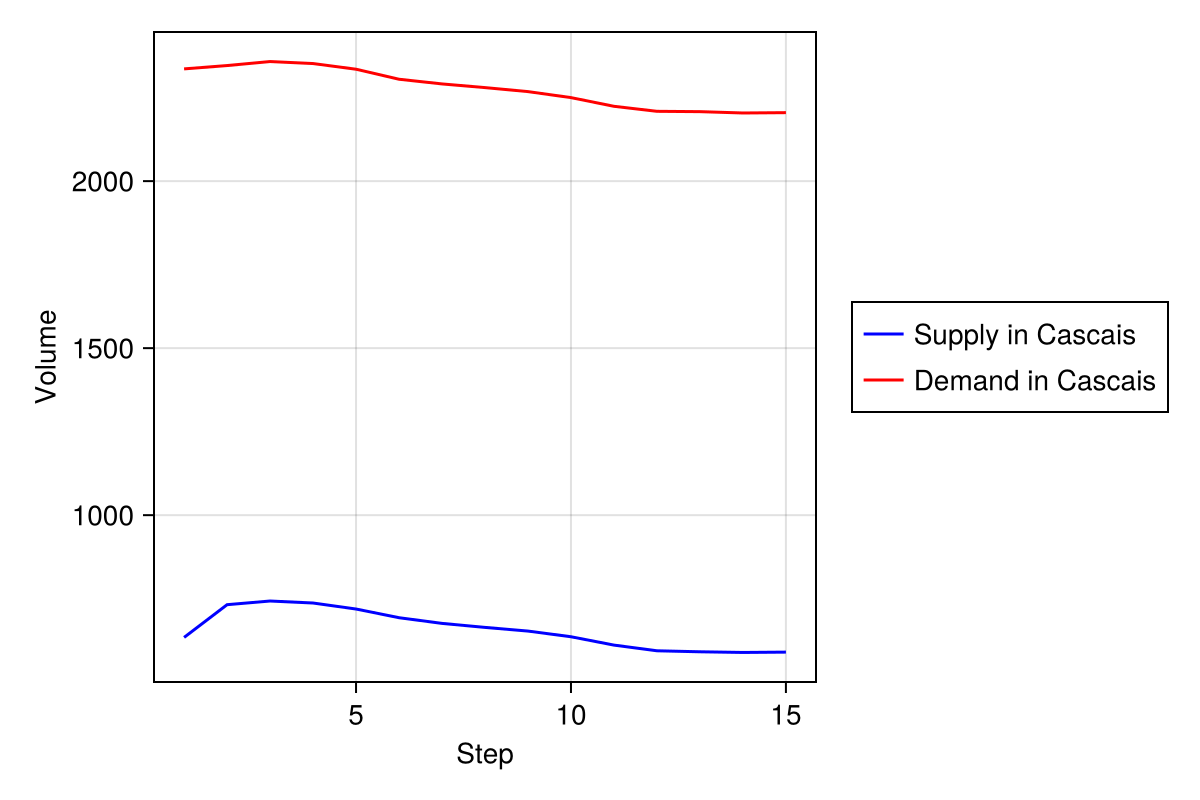 2000
1500
1000
Volume
5 10 15
Step
Supply in Cascais
Demand in Cascais